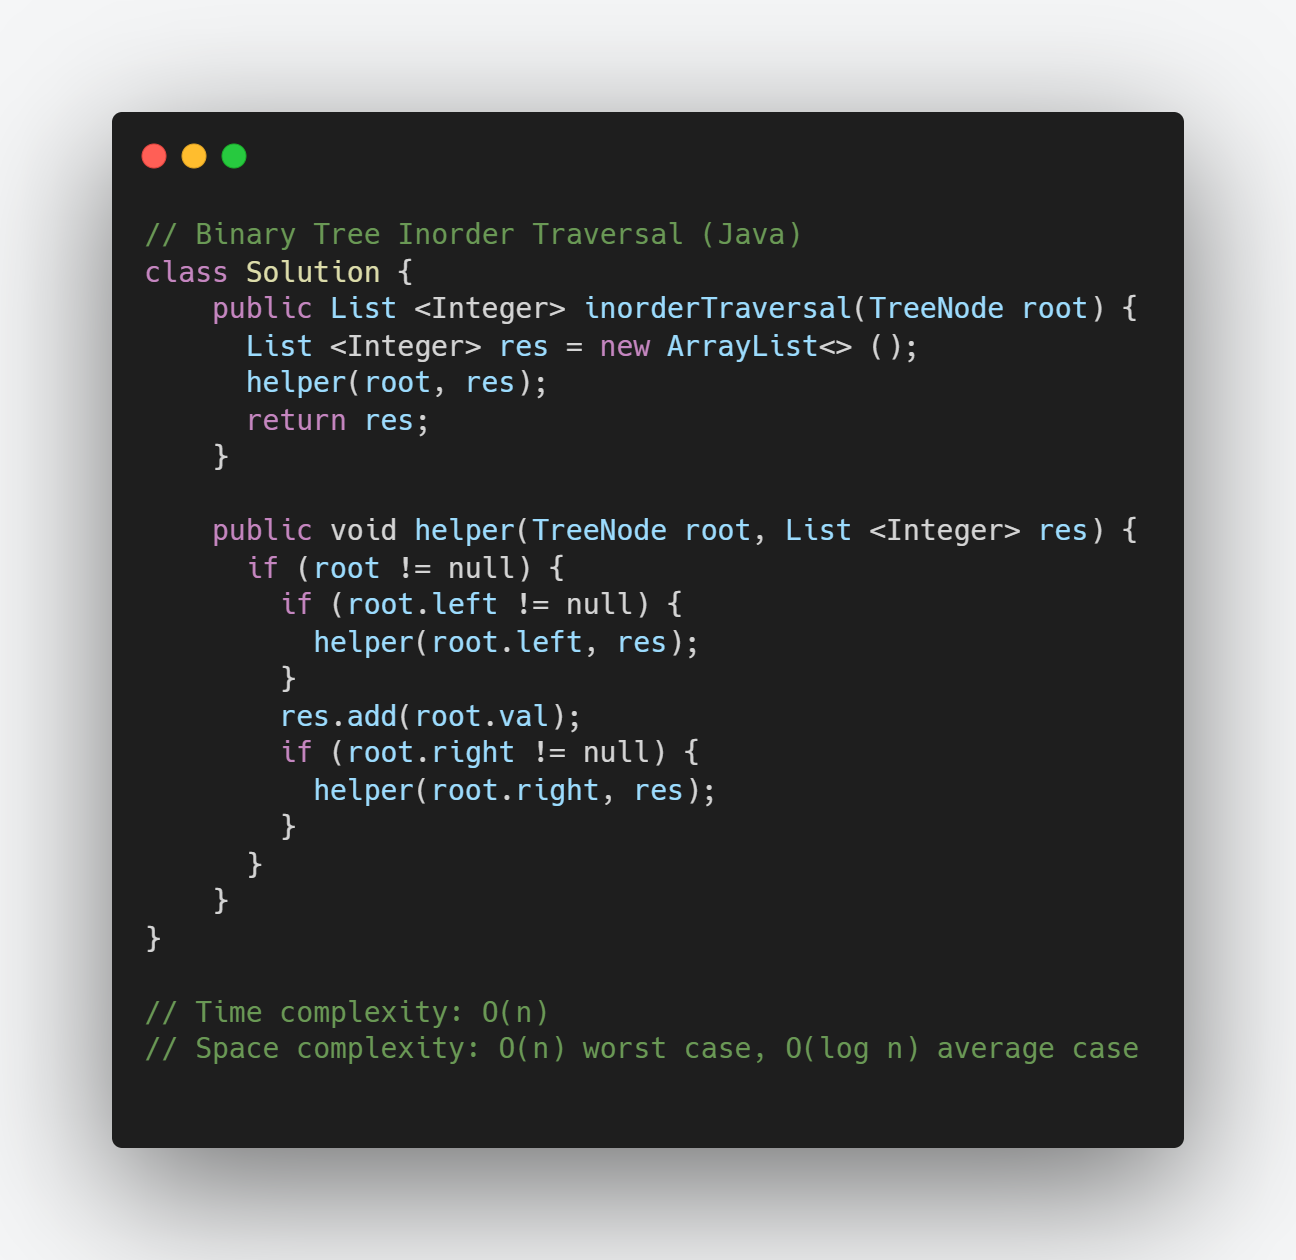 // Binary Tree Inorder Traversal (Java)
class Solution {
    public List <Integer> inorderTraversal(TreeNode root) {
      List <Integer> res = new ArrayList<> ();
      helper(root, res);
      return res;
    }

    public void helper(TreeNode root, List <Integer> res) {
      if (root != null) {
        if (root.left != null) {
          helper(root.left, res);
        }
        res.add(root.val);
        if (root.right != null) {
          helper(root.right, res);
        }
      }
    }
}

// Time complexity: O(n)
// Space complexity: O(n) worst case, O(log n) average case